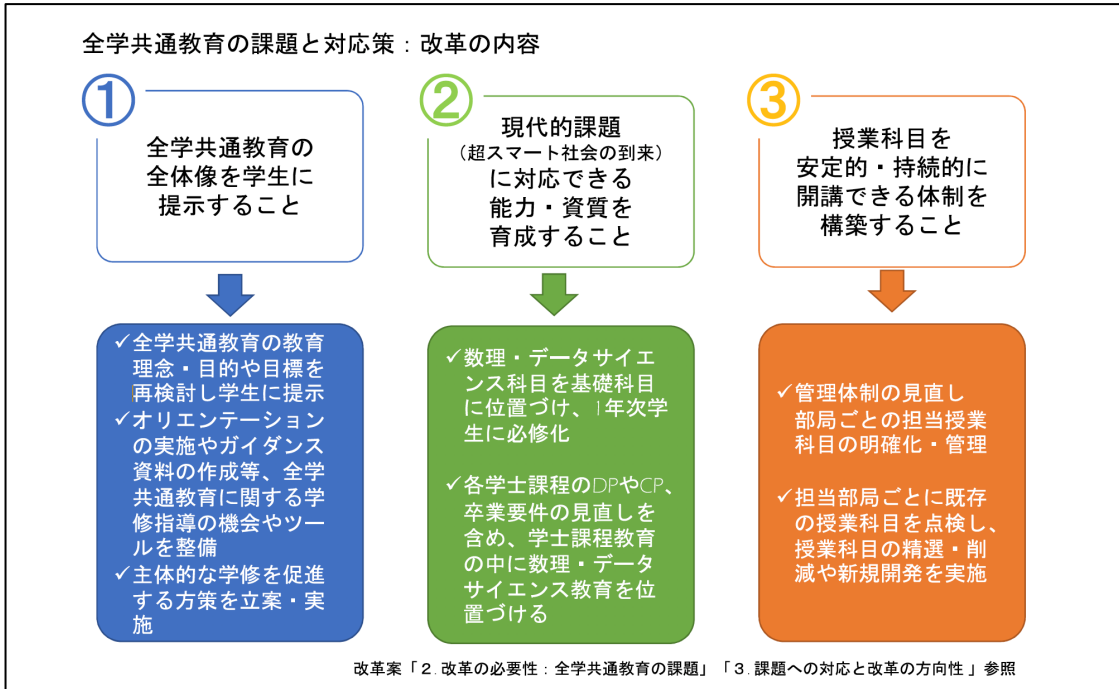 全学共通教育の課題と対応策：改革の内容
①
全学共通教育の
全体像を学生に
提示すること
✓全学共通教育の教育
理念・目的や目標を
再検討し学生に提示
✓オリエンテーション
の実施やガイダンス
資料の作成等、全学
共通教育に関する学
修指導の機会やツー
ルを整備
✓主体的な学修を促進
する方策を立案・実
施
②
現代的課題
（超スマート社会の到来）
に対応できる
能力・資質を
育成すること
✓数理・データサイエ
ンス科目を基礎科目
に位置づけ、1年次学
生に必修化
✓各学士課程のDPやCP、
卒業要件の見直しを
含め、学士課程教育
の中に数理・データ
サイエンス教育を位
置づける
③
授業科目を
安定的・持続的に
開講できる体制を
構築すること
✓管理体制の見直し
部局ごとの担当授業
科目の明確化・管理
✓担当部局ごとに既存
の授業科目を点検し、
授業科目の精選・削
減や新規開発を実施
改革案「2.改革の必要性：全学共通教育の課題」「3.課題への対応と改革の方向性」参照